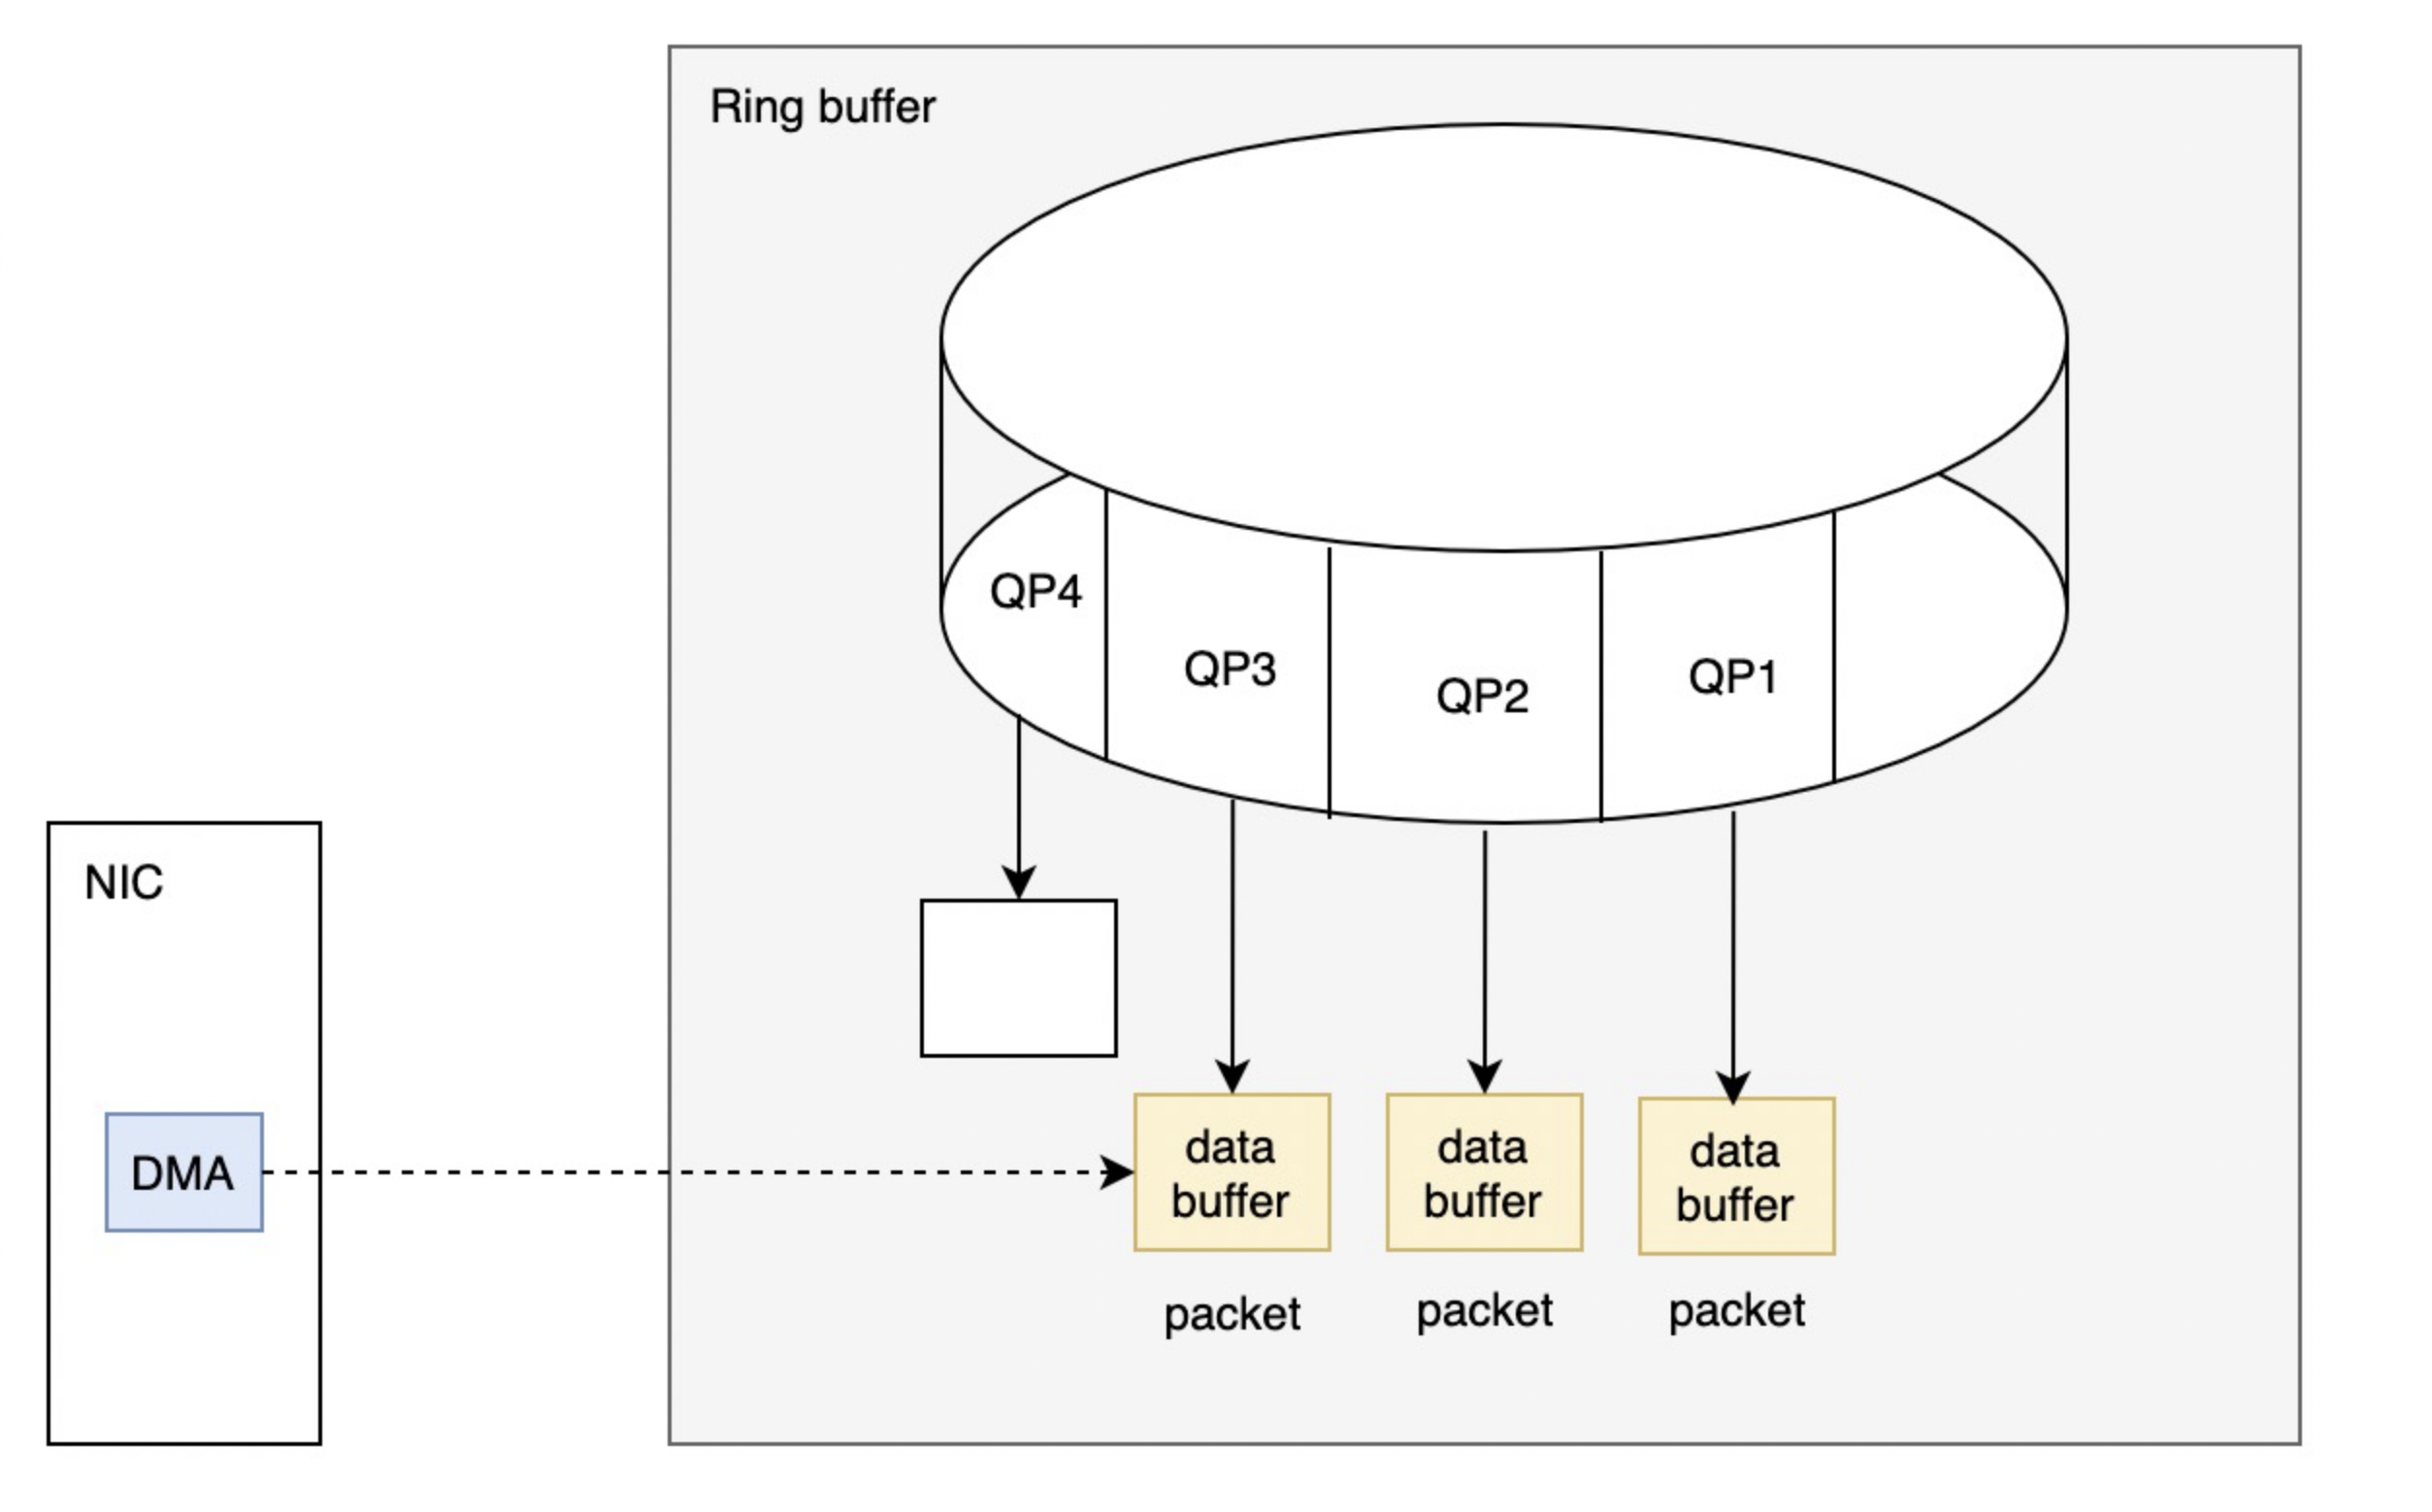 Ring buffer
QP4
QP3
QP2
QP1
NIC
DMA
data
buffer
data
buffer
data
buffer
packet
packet
packet